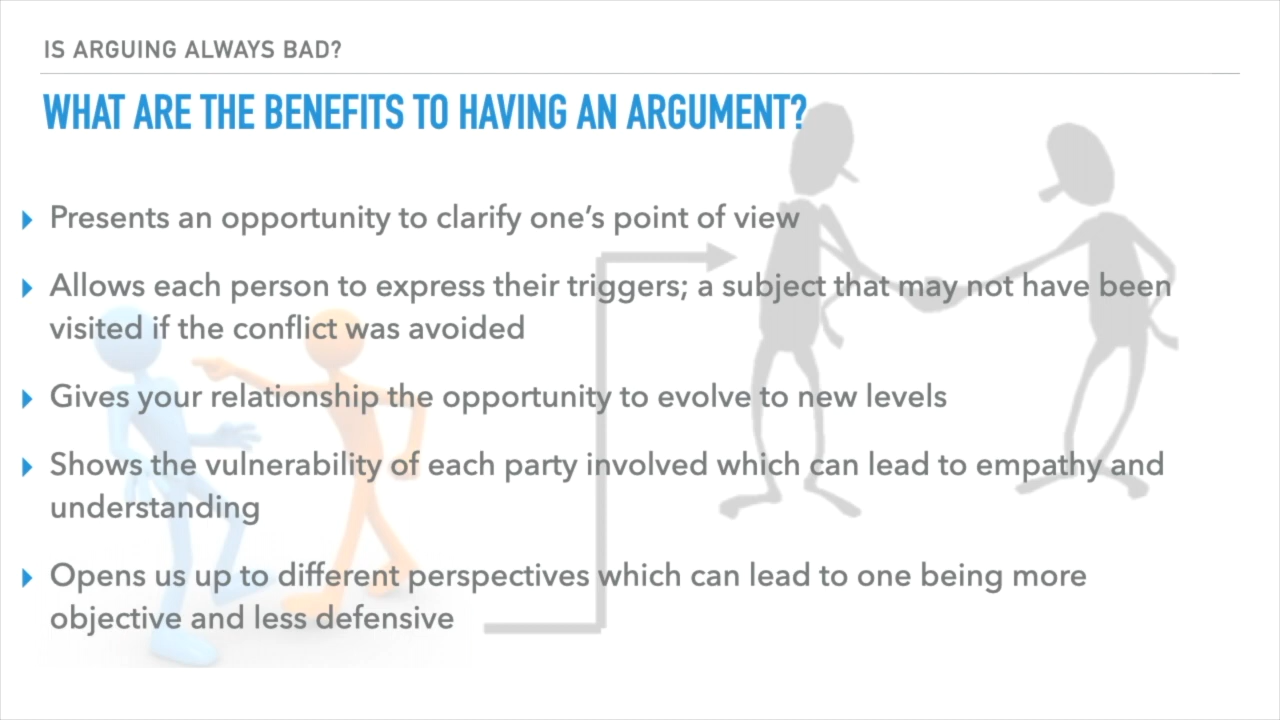 IS ARGUING ALWAYS BAD?
WHAT ARE THE BENEFITS TO HAVING AN ARGUMENT?
Presents an opportunity to clarify one’s point of view
Allows each person to express their triggers; a subject that may not have been
visited if the conflict was avoided
Gives your relationship the opportunity to evolve to new levels
Shows the vulnerability of each party involved which can lead to empathy and
understanding
Opens us up to different perspectives which can lead to one being more
objective and less defensive